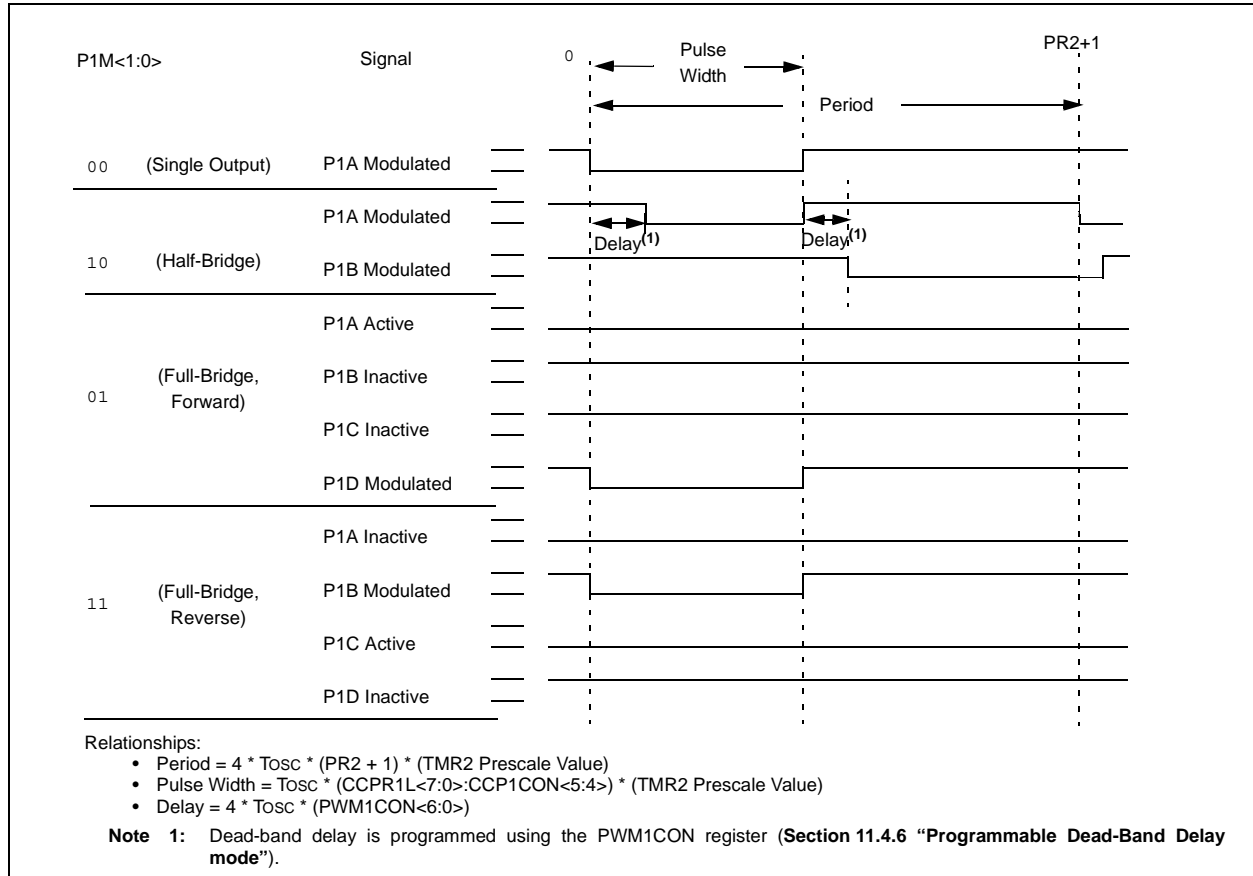 P1M<1:0> Signal 0 Pulse Width PR2+1
Period
00 (Single Output) P1A Modulated
P1A Modulated
Delay(1) Delay(1)
10 (Half-Bridge) P1B Modulated
P1A Active
01 (Full-Bridge, Forward) P1B Inactive
P1C Inactive
P1D Modulated
P1A Inactive
11 (Full-Bridge, Reverse) P1B Modulated
P1C Active
P1D Inactive
Relationships:
• Period = 4 * TOSC * (PR2 + 1) * (TMR2 Prescale Value)
• Pulse Width = TOSC * (CCPR1L<7:0>:CCP1CON<5:4>) * (TMR2 Prescale Value)
• Delay = 4 * TOSC * (PWM1CON<6:0>)
Note 1: Dead-band delay is programmed using the PWM1CON register (Section 11.4.6 “Programmable Dead-Band Delay
mode”).